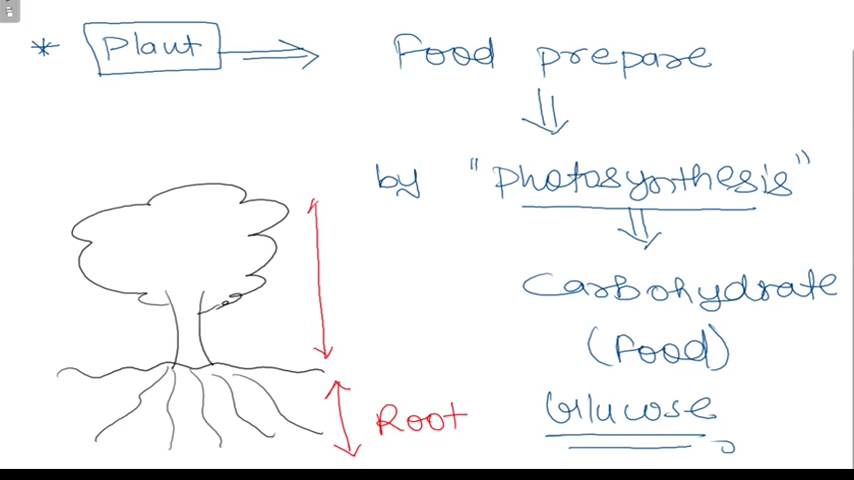 * Plant ⇒ Food prepare
⇓
by "Photosynthesis"
⇓
Carbohydrate
(Food)
Glucose
Root